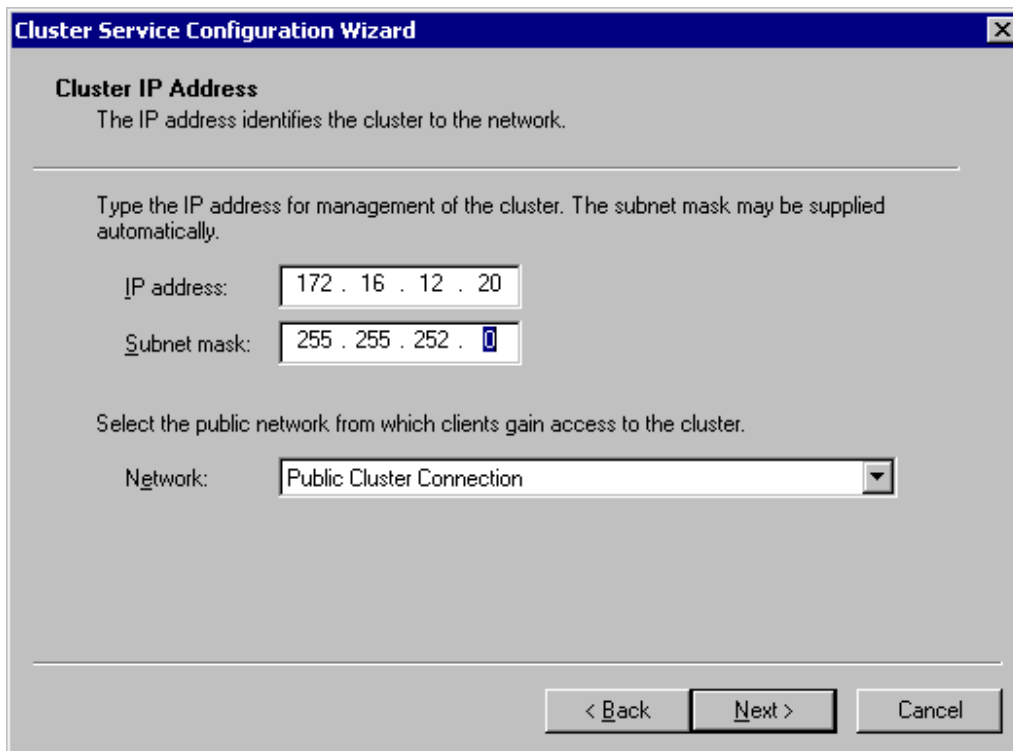 Cluster Service Configuration Wizard
Cluster IP Address
The IP address identifies the cluster to the network.
Type the IP address for management of the cluster. The subnet mask may be supplied
automatically.
IP address: 172 . 16 . 12 . 20
Subnet mask: 255 . 255 . 252 . 0
Select the public network from which clients gain access to the cluster.
Network: Public Cluster Connection
< Back Next > Cancel